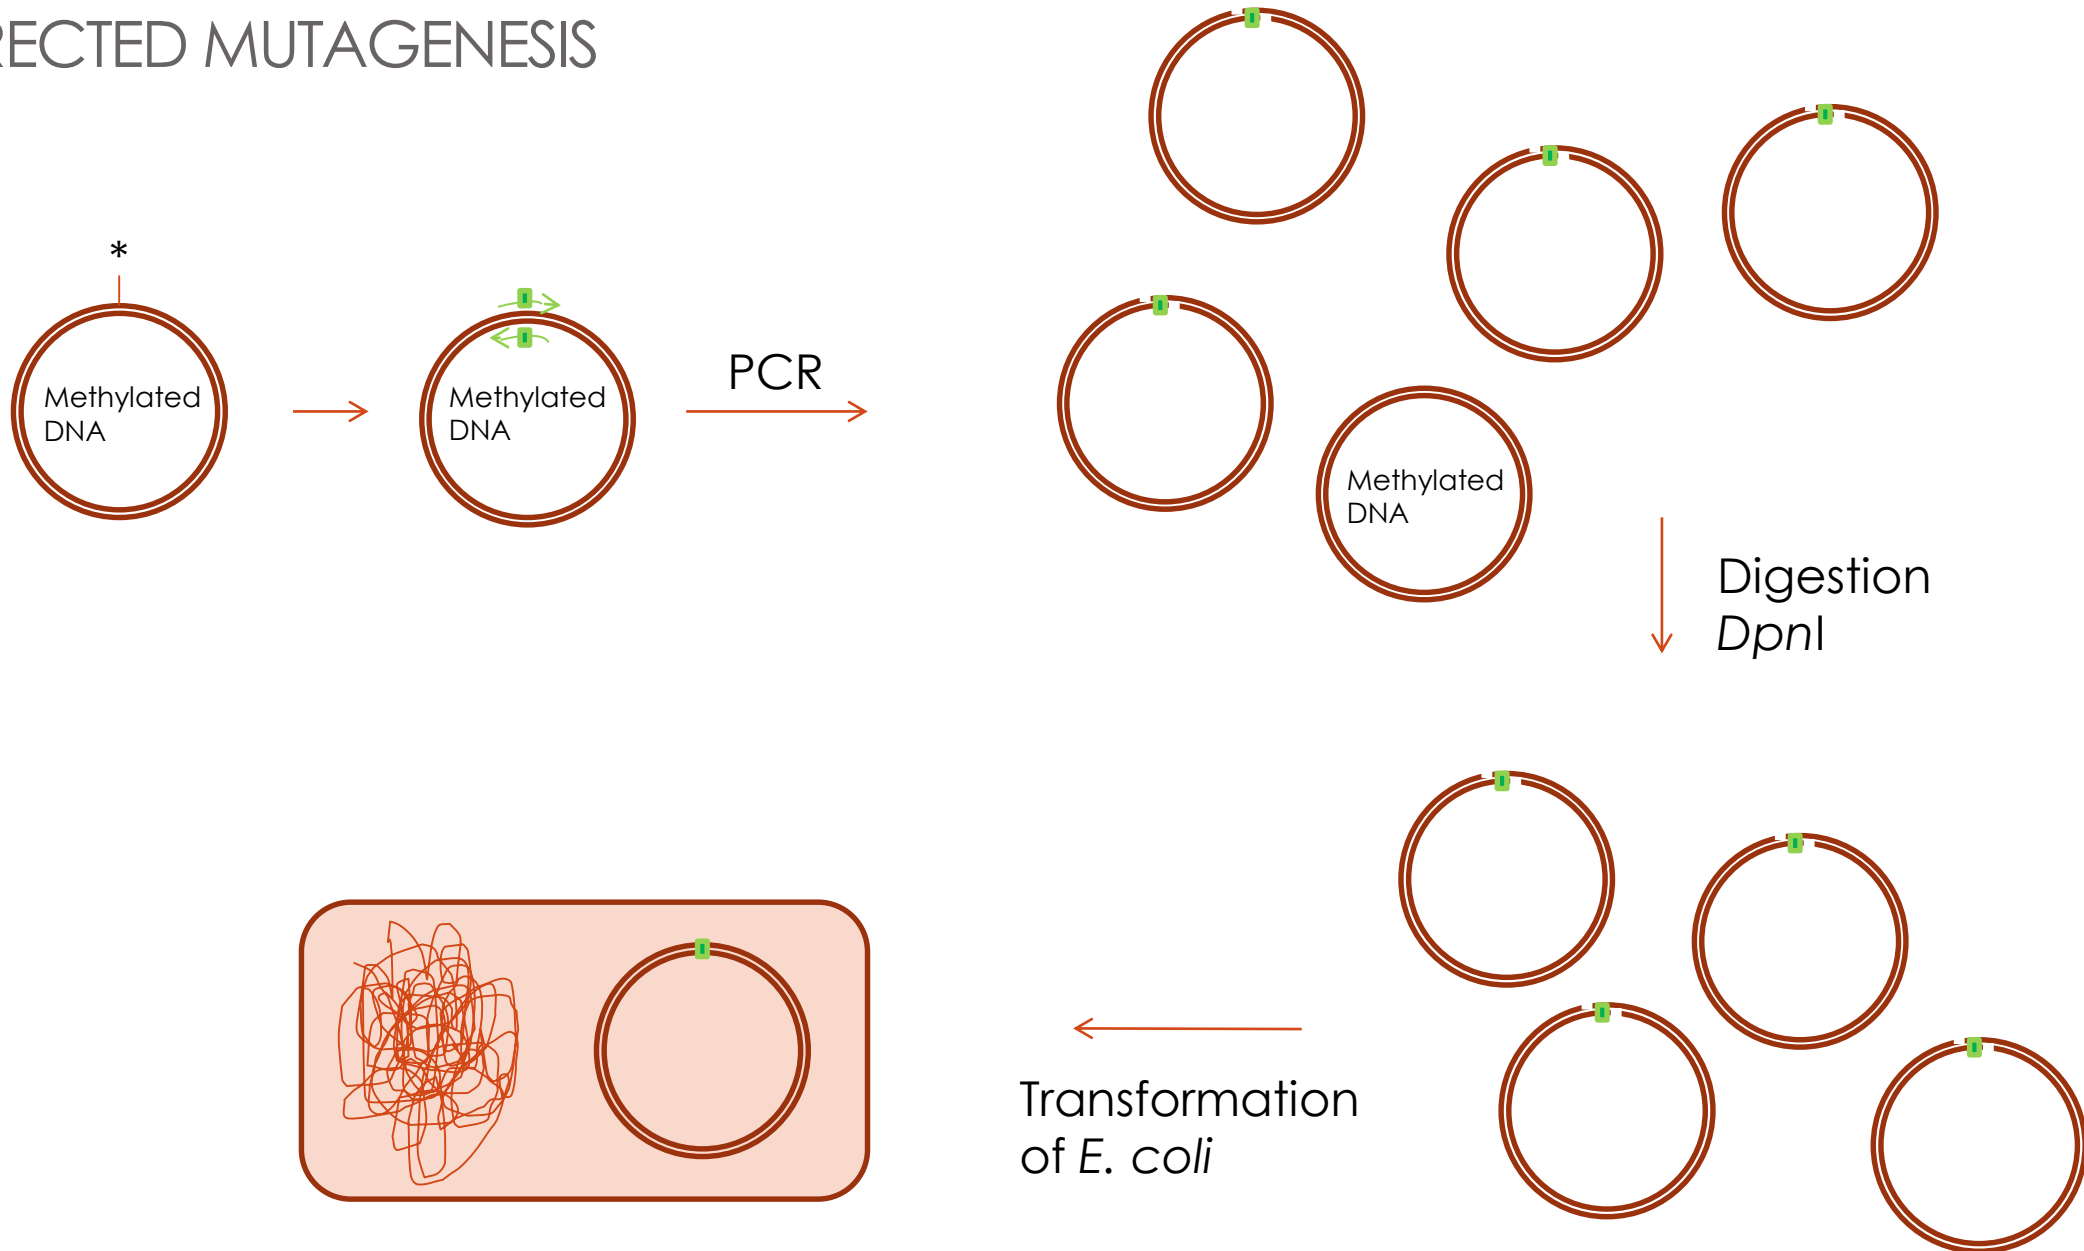 RECTED MUTAGENESIS
*
Methylated
DNA
Methylated
DNA
PCR
Methylated
DNA
Digestion
DpnI
Transformation
of E. coli